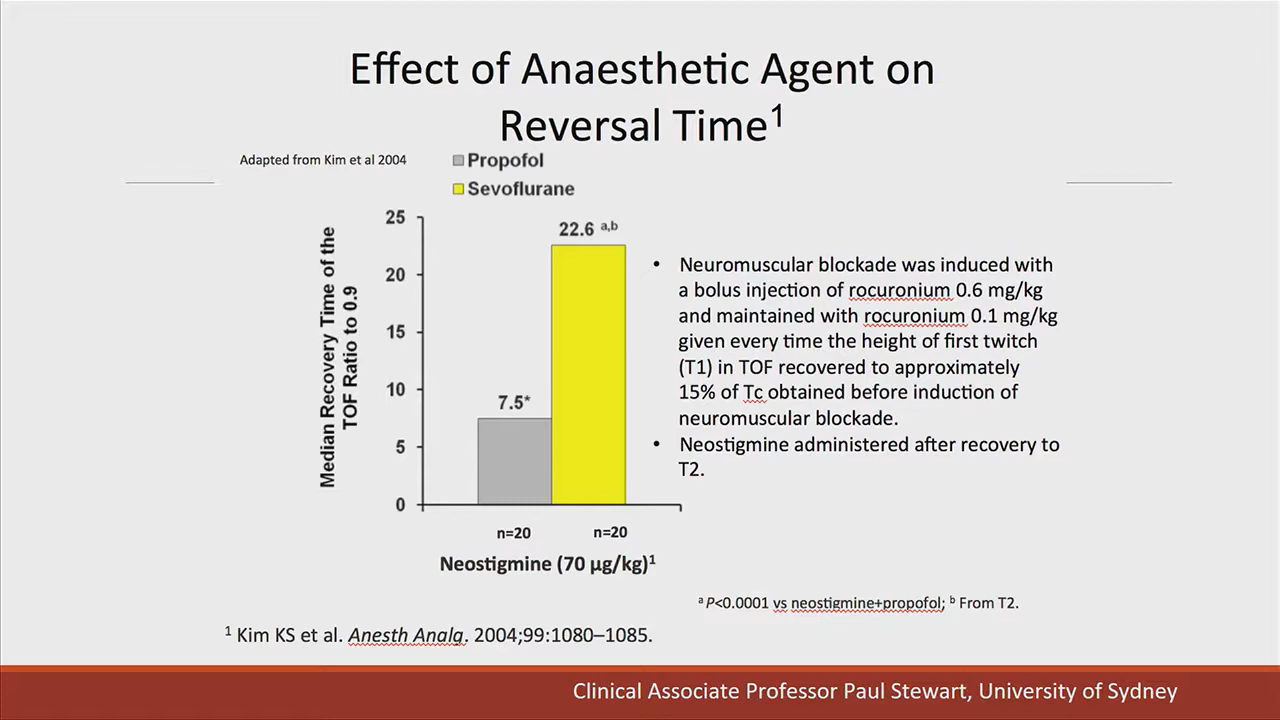 Effect of Anaesthetic Agent on
Reversal Time¹
Adapted from Kim et al 2004
Propofol
Sevoflurane
Median Recovery Time of the
TOF Ratio to 0.9
25
20
15
10
5
0
7.5*
22.6 a,b
n=20
n=20
Neostigmine (70 µg/kg)¹
• Neuromuscular blockade was induced with
a bolus injection of rocuronium 0.6 mg/kg
and maintained with rocuronium 0.1 mg/kg
given every time the height of first twitch
(T1) in TOF recovered to approximately
15% of Tc obtained before induction of
neuromuscular blockade.
• Neostigmine administered after recovery to
T2.
ᵃ P<0.0001 vs neostigmine+propofol; ᵇ From T2.
¹ Kim KS et al. Anesth Analg. 2004;99:1080–1085.
Clinical Associate Professor Paul Stewart, University of Sydney